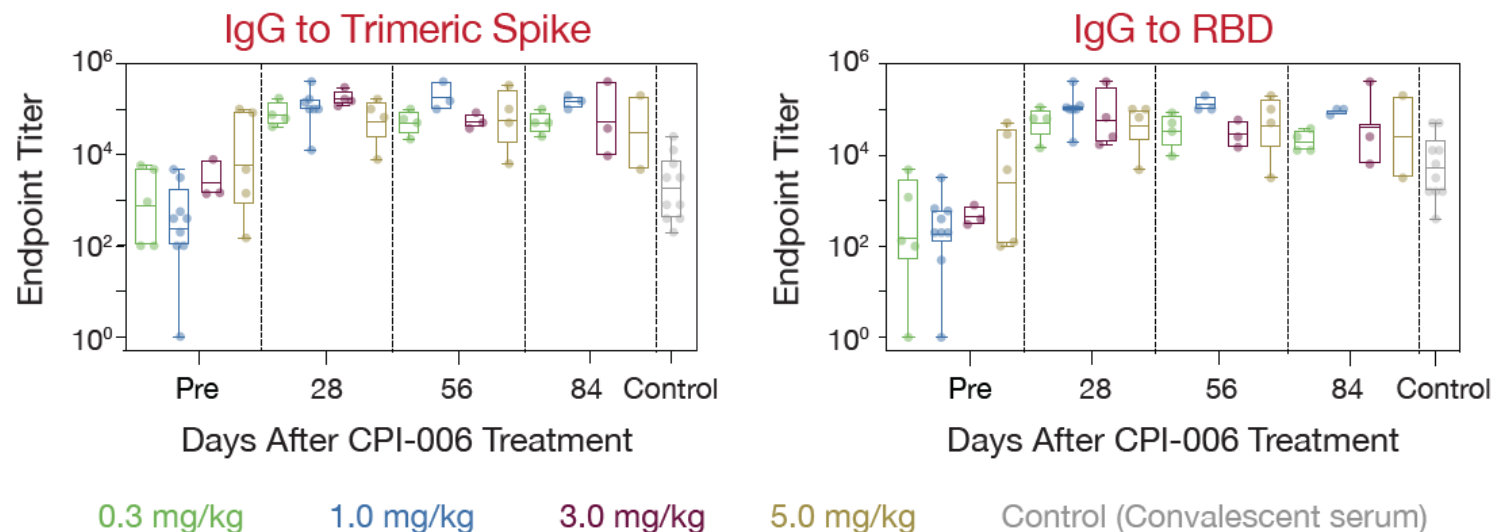 IgG to Trimeric Spike
Endpoint Titer
10⁶
10⁴
10²
10⁰
Pre 28 56 84 Control
Days After CPI-006 Treatment
IgG to RBD
Endpoint Titer
10⁶
10⁴
10²
10⁰
Pre 28 56 84 Control
Days After CPI-006 Treatment
0.3 mg/kg 1.0 mg/kg 3.0 mg/kg 5.0 mg/kg Control (Convalescent serum)